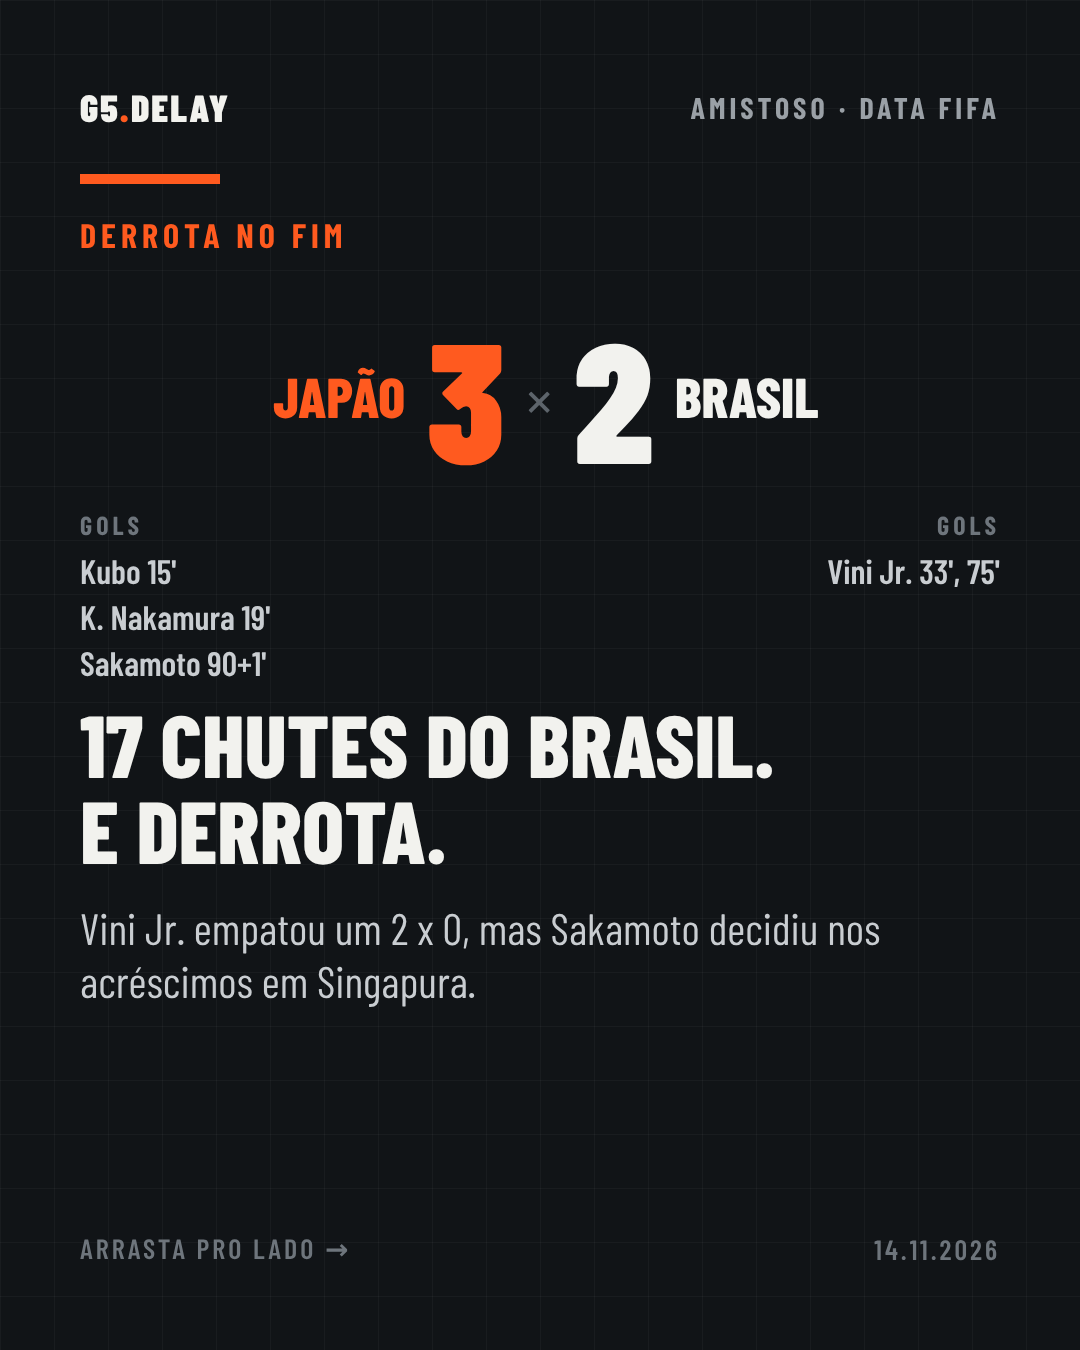 G5.DELAY
AMISTOSO · DATA FIFA
DERROTA NO FIM
JAPÃO 3 × 2 BRASIL
GOLS
Kubo 15'
K. Nakamura 19'
Sakamoto 90+1'
GOLS
Vini Jr. 33', 75'
17 CHUTES DO BRASIL.
E DERROTA.
Vini Jr. empatou um 2 x 0, mas Sakamoto decidiu nos
acréscimos em Singapura.
ARRASTA PRO LADO →
14.11.2026